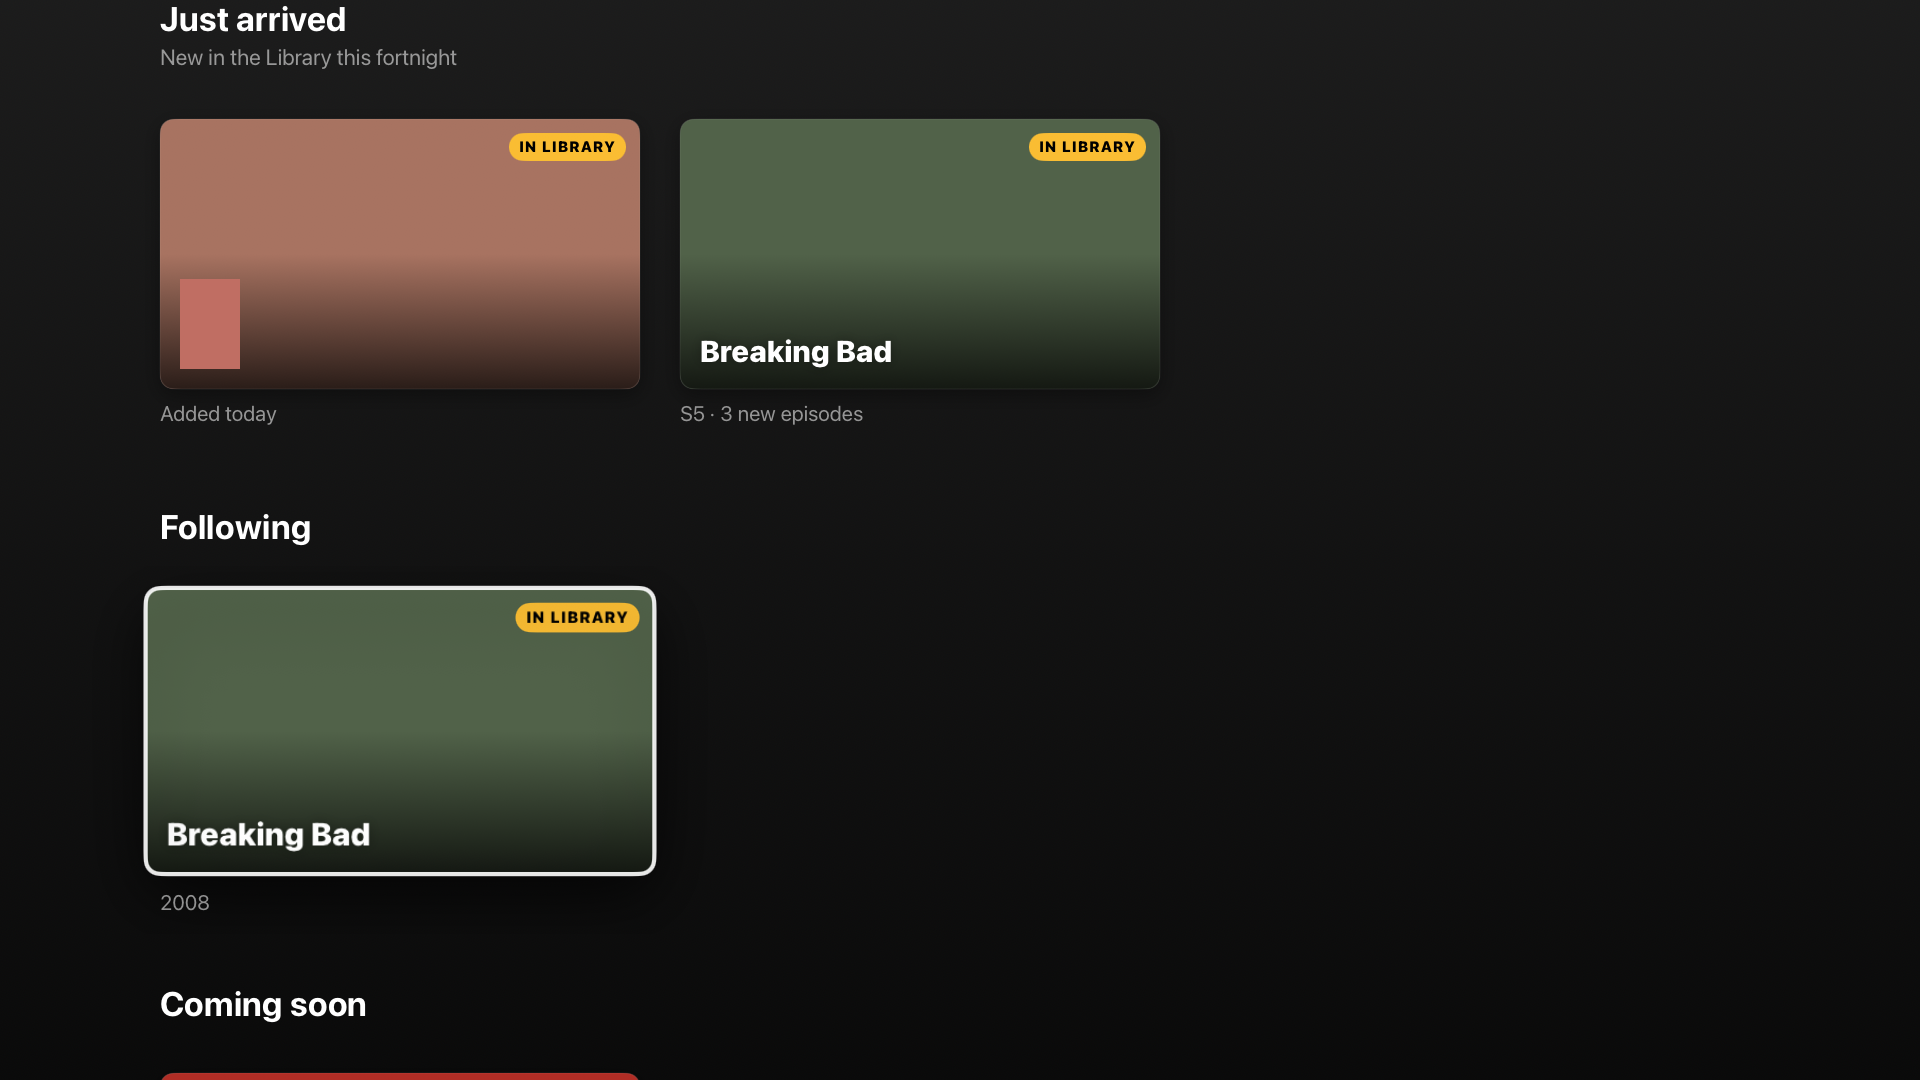 Just arrived
New in the Library this fortnight
IN LIBRARY
IN LIBRARY
Breaking Bad
Added today
S5 · 3 new episodes
Following
IN LIBRARY
Breaking Bad
2008
Coming soon